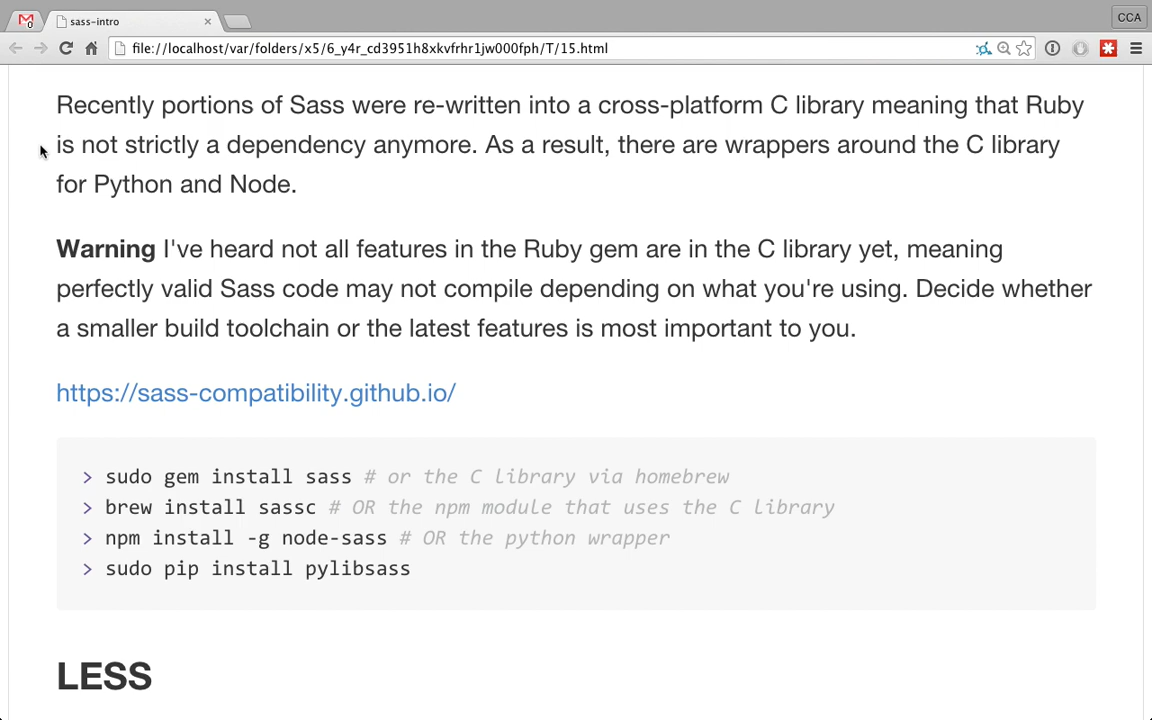 sass-intro
CCA
file://localhost/var/folders/x5/6_y4r_cd3951h8xkvfrhr1jw000fph/T/15.html
Recently portions of Sass were re-written into a cross-platform C library meaning that Ruby
is not strictly a dependency anymore. As a result, there are wrappers around the C library
for Python and Node.
Warning I've heard not all features in the Ruby gem are in the C library yet, meaning
perfectly valid Sass code may not compile depending on what you're using. Decide whether
a smaller build toolchain or the latest features is most important to you.
https://sass-compatibility.github.io/
> sudo gem install sass # or the C library via homebrew
> brew install sassc # OR the npm module that uses the C library
> npm install -g node-sass # OR the python wrapper
> sudo pip install pylibsass
LESS